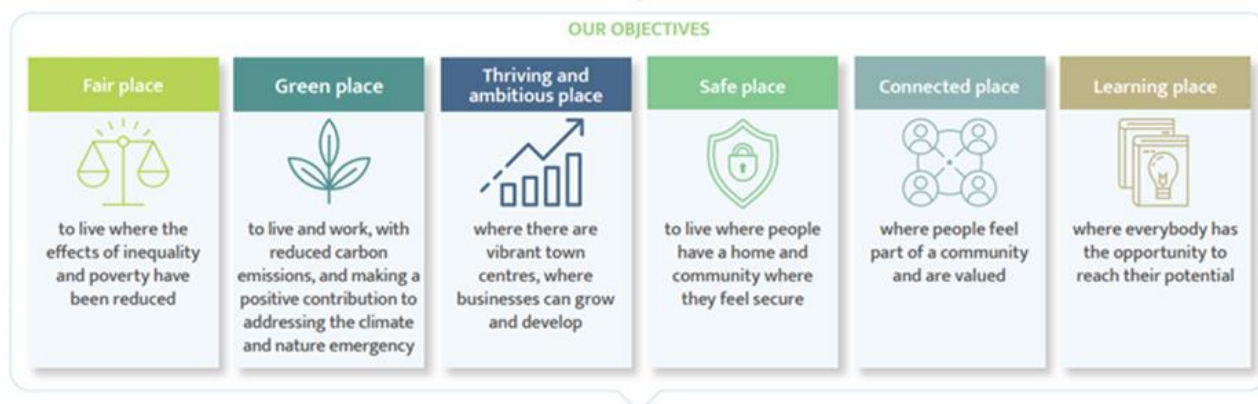 OUR OBJECTIVES
Fair place
to live where the
effects of inequality
and poverty have
been reduced
Green place
to live and work, with
reduced carbon
emissions, and making a
positive contribution to
addressing the climate
and nature emergency
Thriving and
ambitious place
where there are
vibrant town
centres, where
businesses can grow
and develop
Safe place
to live where people
have a home and
community where
they feel secure
Connected place
where people feel
part of a community
and are valued
Learning place
where everybody has
the opportunity to
reach their potential